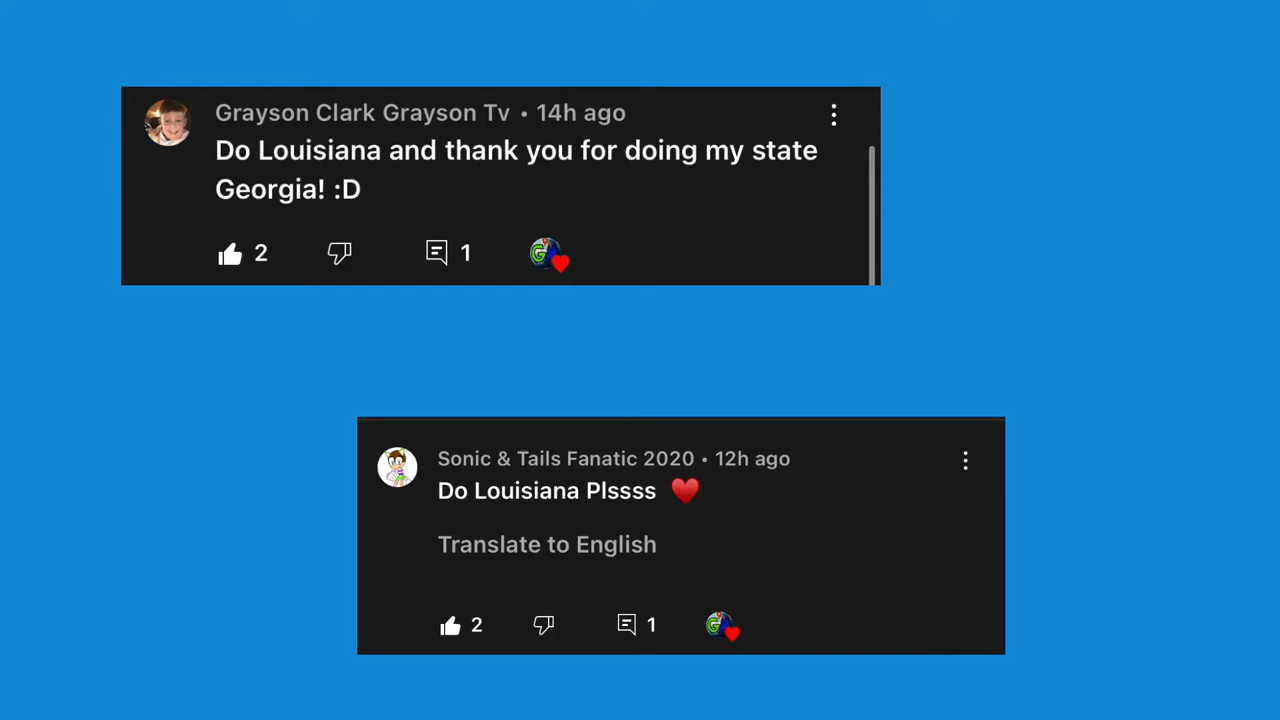 Grayson Clark Grayson Tv • 14h ago
Do Louisiana and thank you for doing my state
Georgia! :D
2 1
Sonic & Tails Fanatic 2020 • 12h ago
Do Louisiana Plssss ♥️
Translate to English
2 1